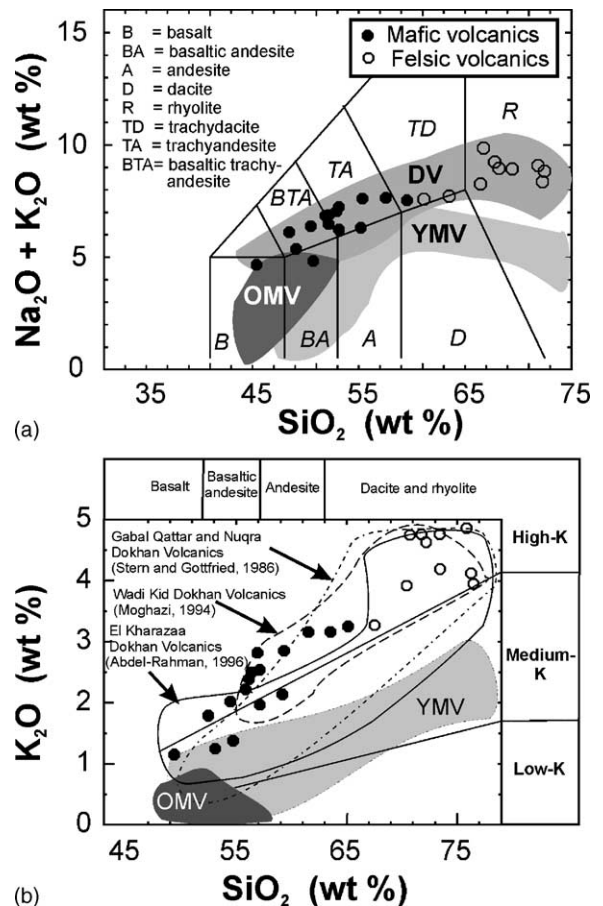 15
10
5
0
Na₂O + K₂O (wt %)
B = basalt
BA = basaltic andesite
A = andesite
D = dacite
R = rhyolite
TD = trachydacite
TA = trachyandesite
BTA= basaltic trachy-
andesite
Mafic volcanics
Felsic volcanics
TD
R
TA
BTA
DV
YMV
OMV
B
BA
A
D
35
45
55
65
75
SiO₂ (wt %)
(a)
Basalt
Basaltic
andesite
Andesite
Dacite and rhyolite
5
4
3
2
1
0
K₂O (wt %)
Gabal Qattar and Nuqra
Dokhan Volcanics
(Stern and Gottfried, 1986)
Wadi Kid Dokhan Volcanics
(Moghazi, 1994)
El Kharazaa
Dokhan Volcanics
(Abdel-Rahman, 1996)
High-K
Medium-
K
Low-K
YMV
OMV
45
55
65
75
SiO₂ (wt %)
(b)